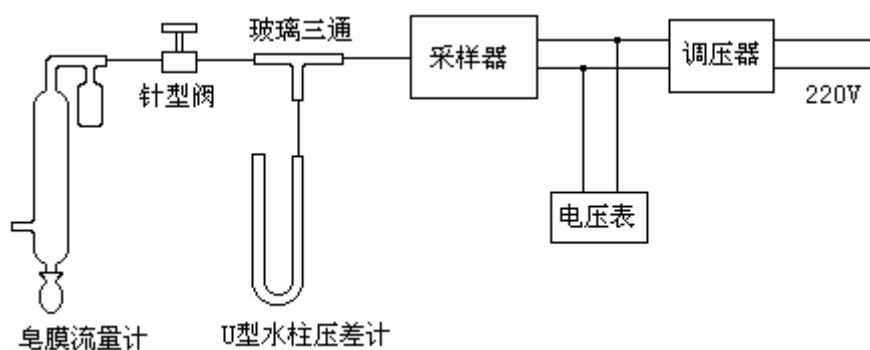 玻璃三通
采样器
调压器
针型阀
220V
电压表
皂膜流量计
U型水柱压差计